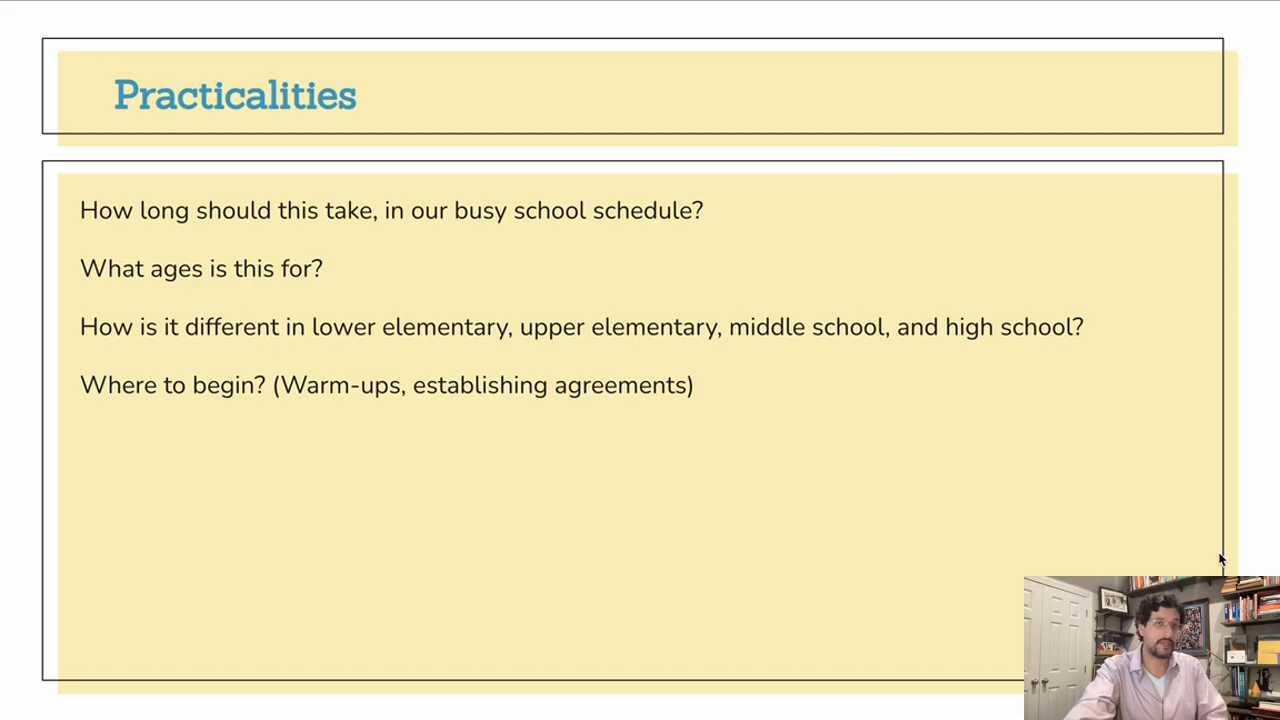 Practicalities
How long should this take, in our busy school schedule?
What ages is this for?
How is it different in lower elementary, upper elementary, middle school, and high school?
Where to begin? (Warm-ups, establishing agreements)